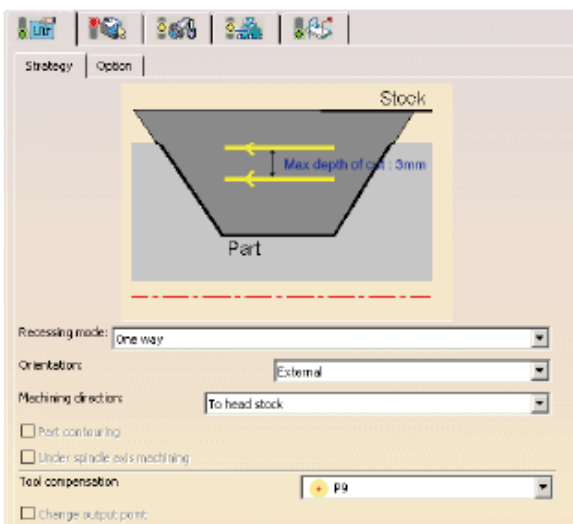 Strategy Option
Stock
Max depth of cut : 3mm
Part
Recessing mode: One way
Orientation: External
Machining direction: To head stock
Part contouring
Under spindle axis machining
Tool compensation P9
Change output point